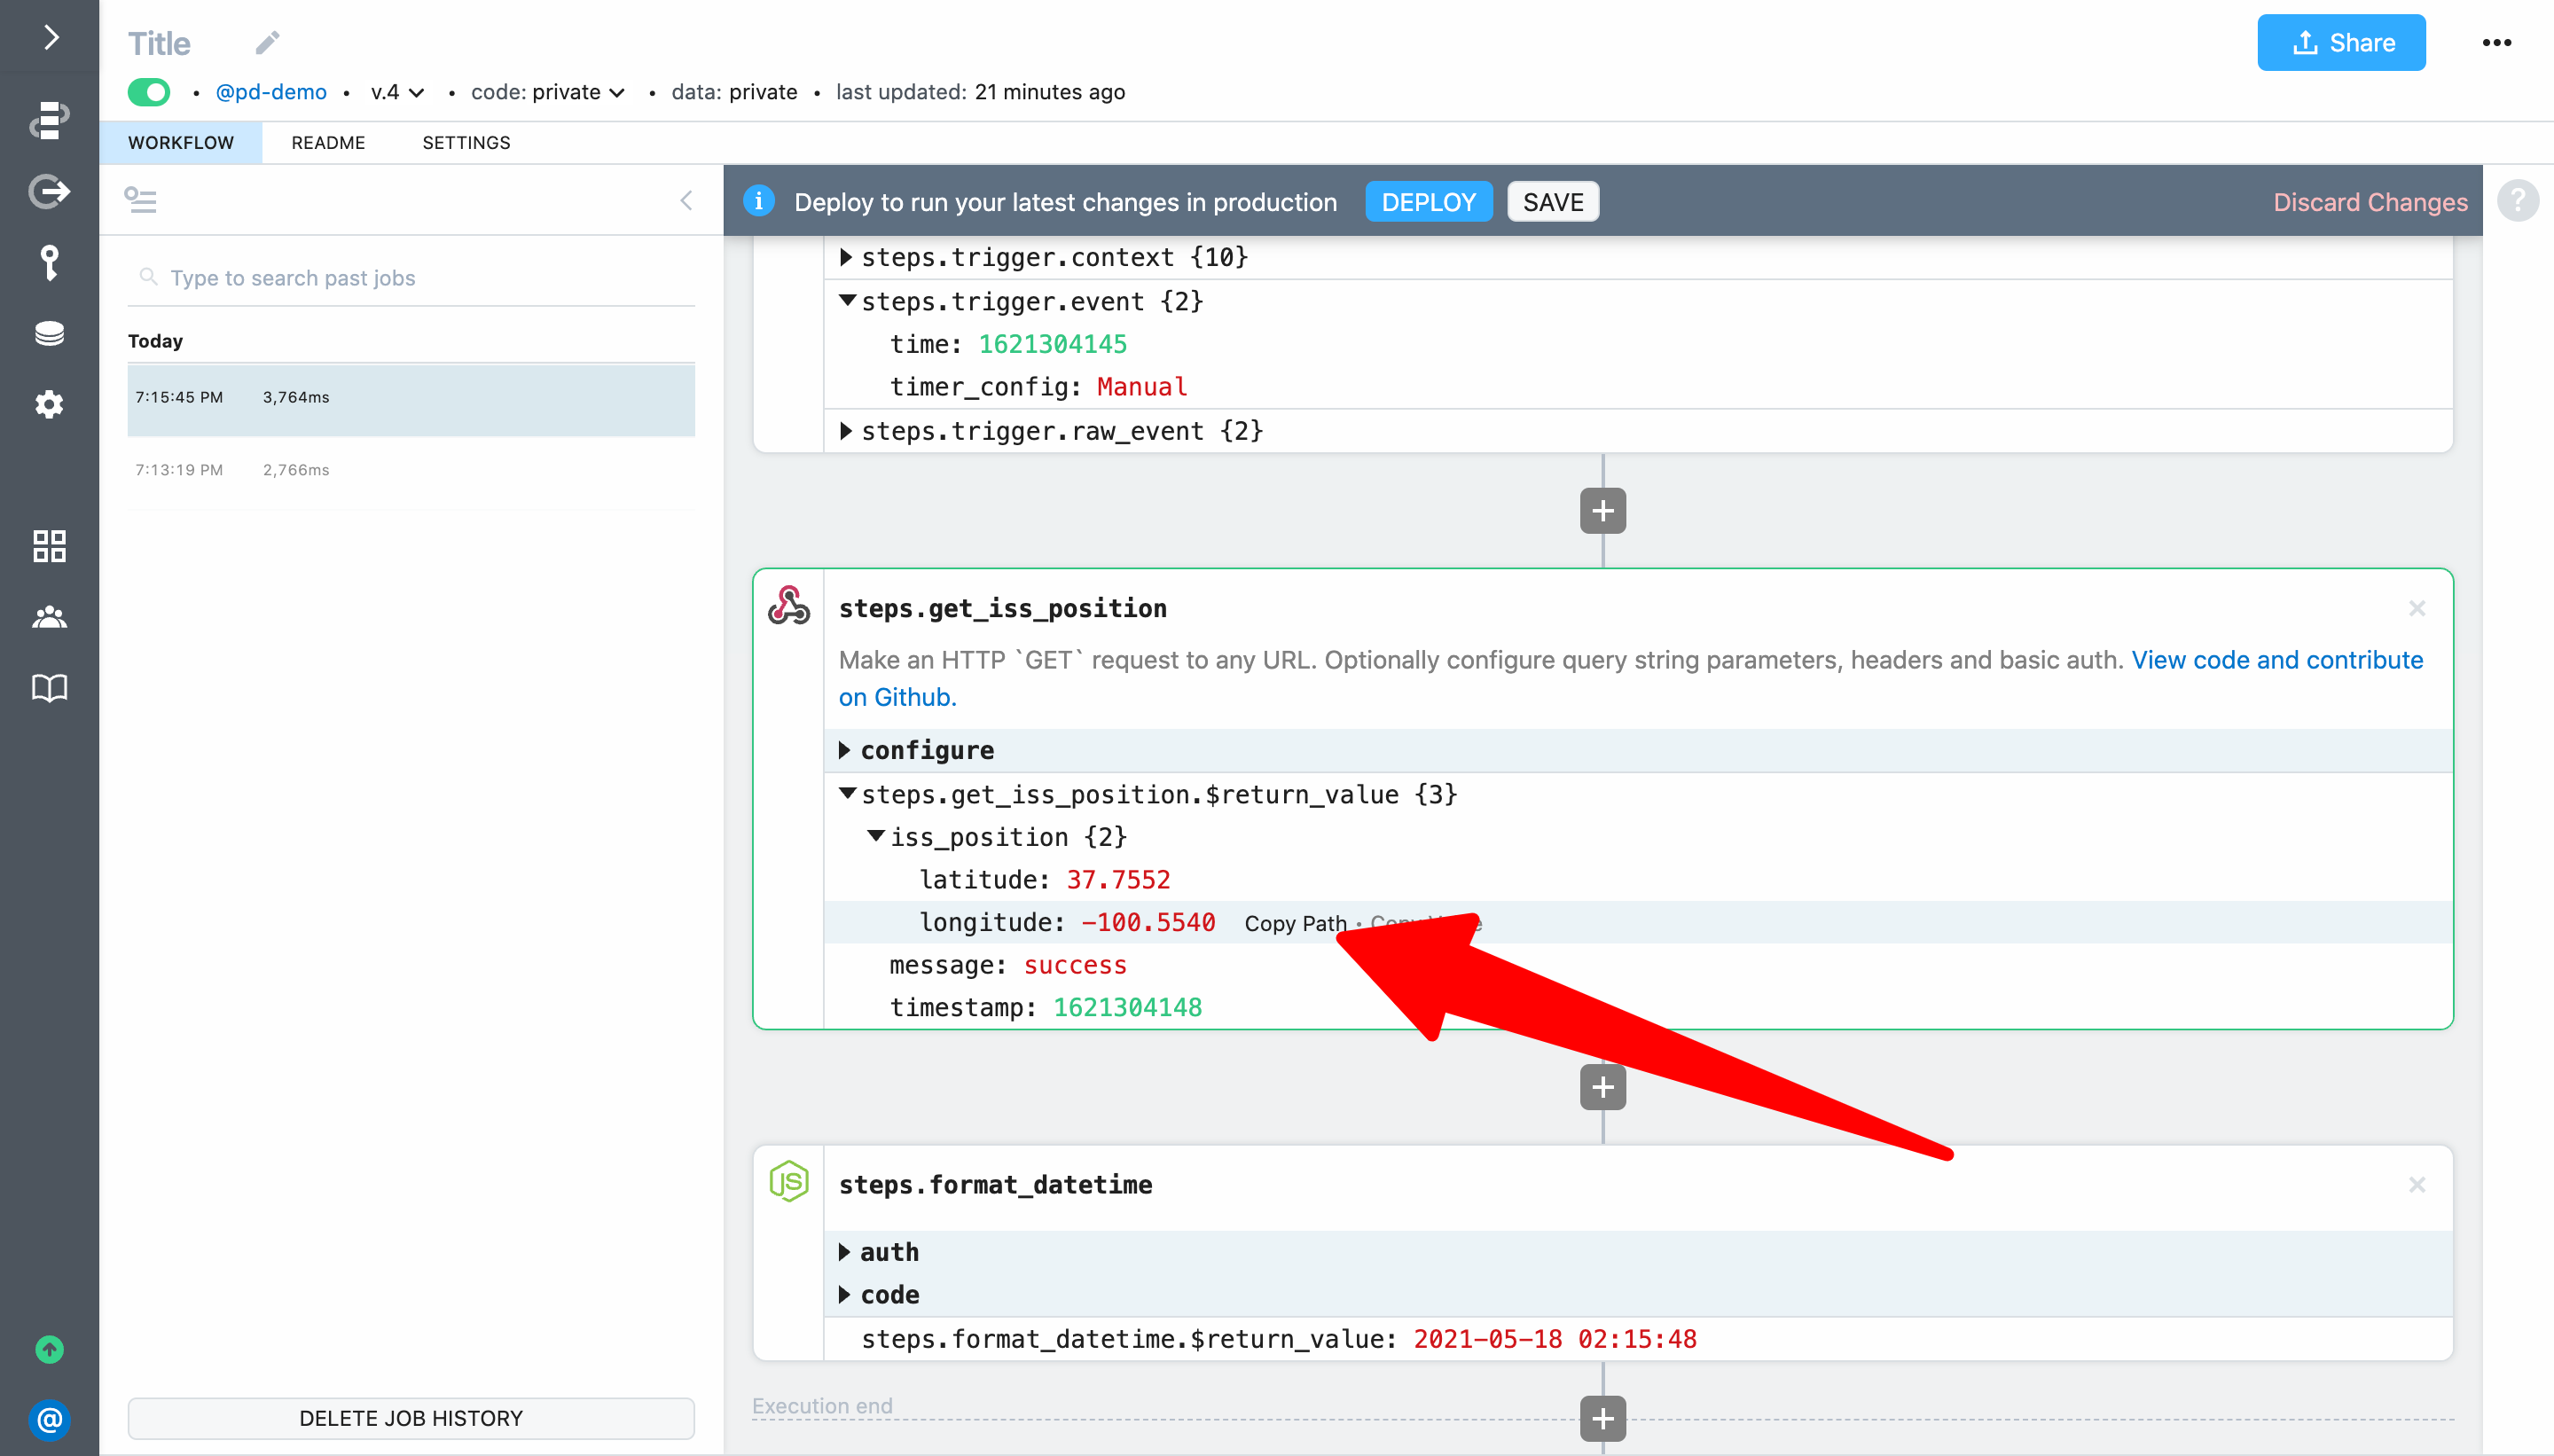 Title
Share
@pd-demo • v.4 • code: private • data: private • last updated: 21 minutes ago
WORKFLOW README SETTINGS
Deploy to run your latest changes in production DEPLOY SAVE Discard Changes
?
Type to search past jobs
Today
7:15:45 PM 3,764ms
7:13:19 PM 2,766ms
DELETE JOB HISTORY
steps.trigger.context {10}
steps.trigger.event {2}
time: 1621304145
timer_config: Manual
steps.trigger.raw_event {2}
steps.get_iss_position
Make an HTTP `GET` request to any URL. Optionally configure query string parameters, headers and basic auth. View code and contribute
on Github.
configure
steps.get_iss_position.$return_value {3}
iss_position {2}
latitude: 37.7552
longitude: -100.5540 Copy Path •
message: success
timestamp: 1621304148
JS
steps.format_datetime
auth
code
steps.format_datetime.$return_value: 2021-05-18 02:15:48
Execution end